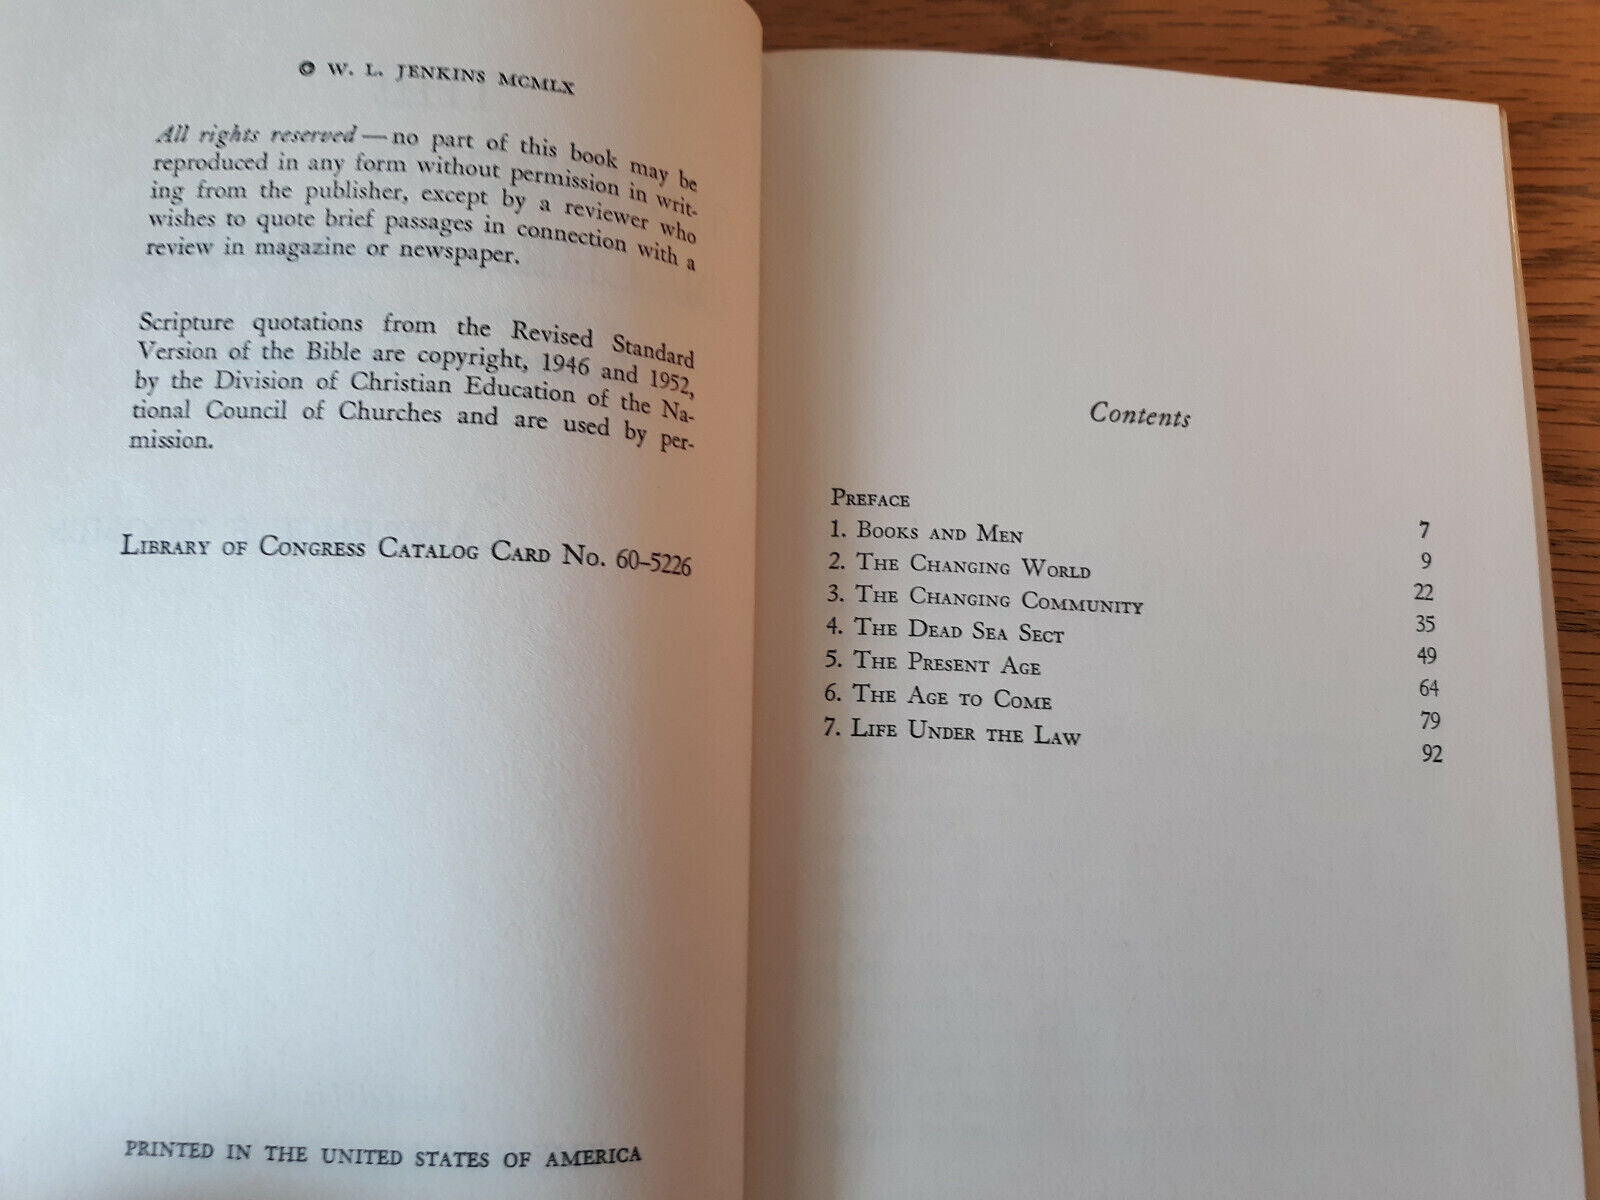 © W. L. JENKINS MCMLX
All rights reserved — no part of this book may be
reproduced in any form without permission in writ-
ing from the publisher, except by a reviewer who
wishes to quote brief passages in connection with a
review in magazine or newspaper.
Scripture quotations from the Revised Standard
Version of the Bible are copyright, 1946 and 1952,
by the Division of Christian Education of the Na-
tional Council of Churches and are used by per-
mission.
LIBRARY OF CONGRESS CATALOG CARD NO. 60–5226
PRINTED IN THE UNITED STATES OF AMERICA
Contents
PREFACE 7
1. BOOKS AND MEN 9
2. THE CHANGING WORLD 22
3. THE CHANGING COMMUNITY 35
4. THE DEAD SEA SECT 49
5. THE PRESENT AGE 64
6. THE AGE TO COME 79
7. LIFE UNDER THE LAW 92